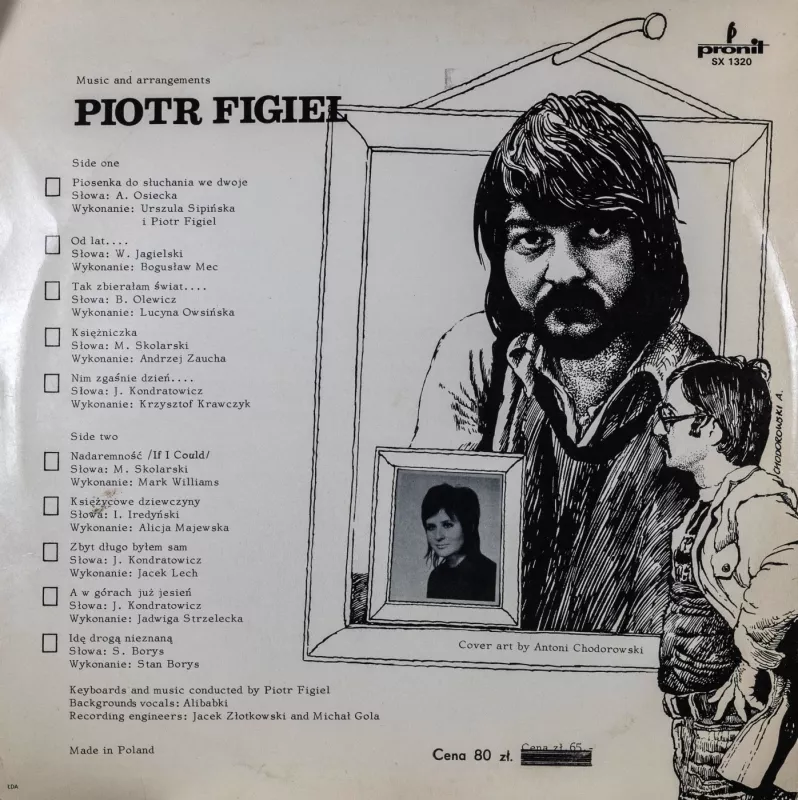 pronit
SX 1320
Music and arrangements
PIOTR FIGIEL
Side one
Piosenka do słuchania we dwoje
Słowa: A. Osiecka
Wykonanie: Urszula Sipińska
i Piotr Figiel
Od lat....
Słowa: W. Jagielski
Wykonanie: Bogusław Mec
Tak zbierałam świat....
Słowa: B. Olewicz
Wykonanie: Lucyna Owsińska
Księżniczka
Słowa: M. Skolarski
Wykonanie: Andrzej Zaucha
Nim zgaśnie dzień....
Słowa: J. Kondratowicz
Wykonanie: Krzysztof Krawczyk
Side two
Nadaremność /If I Could/
Słowa: M. Skolarski
Wykonanie: Mark Williams
Księżycowe dziewczyny
Słowa: I. Iredyński
Wykonanie: Alicja Majewska
Zbyt długo byłem sam
Słowa: J. Kondratowicz
Wykonanie: Jacek Lech
A w górach już jesień
Słowa: J. Kondratowicz
Wykonanie: Jadwiga Strzelecka
Idę drogą nieznaną
Słowa: S. Borys
Wykonanie: Stan Borys
Keyboards and music conducted by Piotr Figiel
Backgrounds vocals: Alibabki
Recording engineers: Jacek Złotkowski and Michał Gola
Made in Poland
Cena 80 zł.
Cena zł 65.-
Cover art by Antoni Chodorowski
CHODOROWSKI A.
LDA